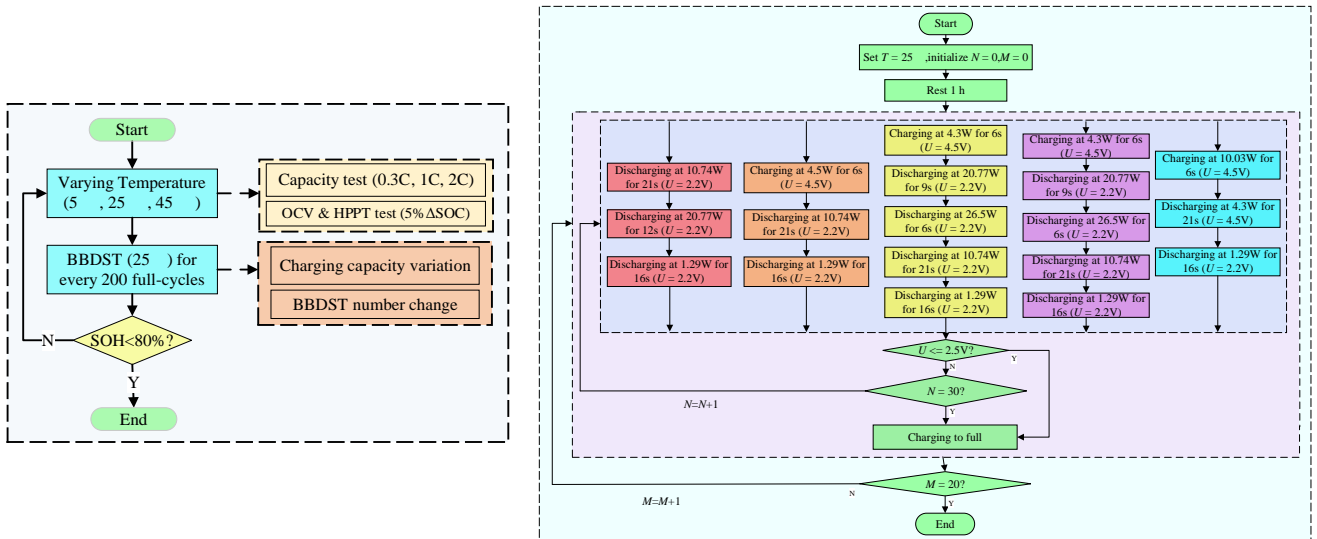 Start
Varying Temperature
(5 , 25 , 45 )
Capacity test (0.3C, 1C, 2C)
OCV & HPPT test (5% ΔSOC)
BBDST (25 ) for
every 200 full-cycles
Charging capacity variation
BBDST number change
SOH<80%?
N
Y
End
Start
Set T = 25 ,initialize N = 0,M = 0
Rest 1 h
Discharging at 10.74W
for 21s (U = 2.2V)
Discharging at 20.77W
for 12s (U = 2.2V)
Discharging at 1.29W for
16s (U = 2.2V)
Charging at 4.5W for 6s
(U = 4.5V)
Discharging at 10.74W
for 21s (U = 2.2V)
Discharging at 1.29W for
16s (U = 2.2V)
Charging at 4.3W for 6s
(U = 4.5V)
Discharging at 20.77W
for 9s (U = 2.2V)
Discharging at 26.5W
for 6s (U = 2.2V)
Discharging at 10.74W
for 21s (U = 2.2V)
Discharging at 1.29W
for 16s (U = 2.2V)
Charging at 4.3W for 6s
(U = 4.5V)
Discharging at 20.77W
for 9s (U = 2.2V)
Discharging at 26.5W for
6s (U = 2.2V)
Discharging at 10.74W
for 21s (U = 2.2V)
Discharging at 1.29W for
16s (U = 2.2V)
Charging at 10.03W for
6s (U = 4.5V)
Discharging at 4.3W for
21s (U = 4.5V)
Discharging at 1.29W for
16s (U = 2.2V)
U <= 2.5V?
Y
N
N = 30?
N=N+1
Y
Charging to full
M = 20?
N
M=M+1
Y
End